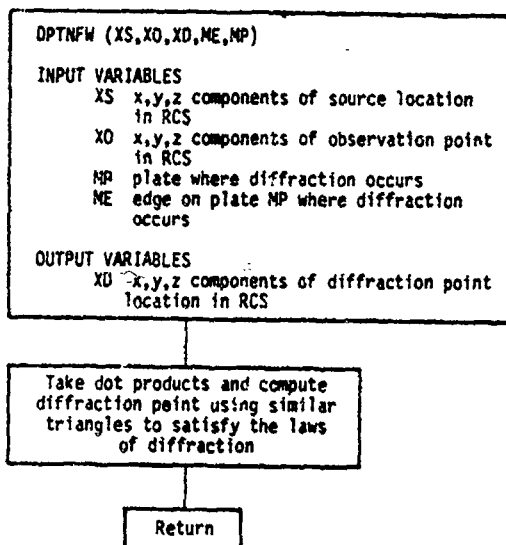 DPTNFW (XS,XO,XD,ME,MP)
INPUT VARIABLES
XS x,y,z components of source location
in RCS
XO x,y,z components of observation point
in RCS
MP plate where diffraction occurs
ME edge on plate MP where diffraction
occurs
OUTPUT VARIABLES
XD x,y,z components of diffraction point
location in RCS
Take dot products and compute
diffraction point using similar
triangles to satisfy the laws
of diffraction
Return